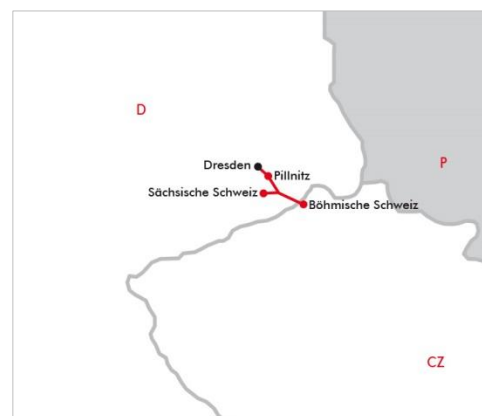 D
Dresden
P
Pillnitz
Sächsische Schweiz
Böhmische Schweiz
CZ